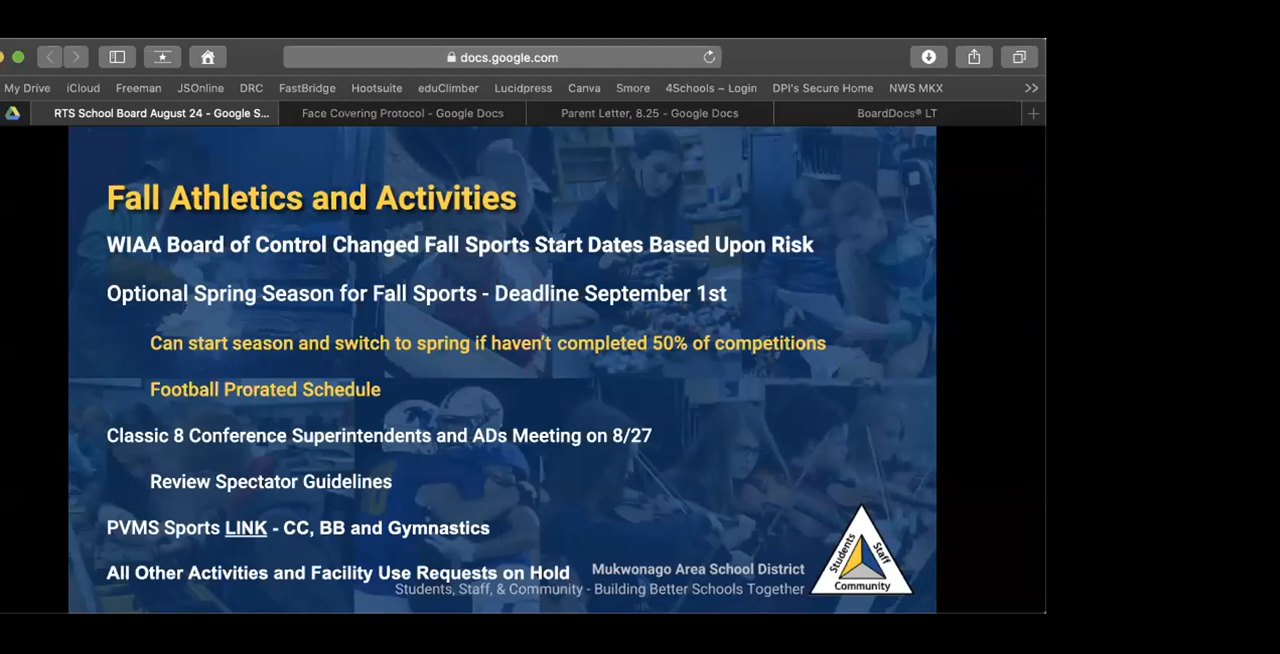 docs.google.com
My Drive iCloud Freeman JSOnline DRC FastBridge Hootsuite eduClimber Lucidpress Canva Smore 4Schools ~ Login DPI's Secure Home NWS MKX
RTS School Board August 24 - Google S... Face Covering Protocol - Google Docs Parent Letter, 8.25 - Google Docs BoardDocs® LT
Fall Athletics and Activities
WIAA Board of Control Changed Fall Sports Start Dates Based Upon Risk
Optional Spring Season for Fall Sports - Deadline September 1st
Can start season and switch to spring if haven't completed 50% of competitions
Football Prorated Schedule
Classic 8 Conference Superintendents and ADs Meeting on 8/27
Review Spectator Guidelines
PVMS Sports LINK - CC, BB and Gymnastics
All Other Activities and Facility Use Requests on Hold
Mukwonago Area School District
Students, Staff, & Community - Building Better Schools Together
Students
Staff
Community